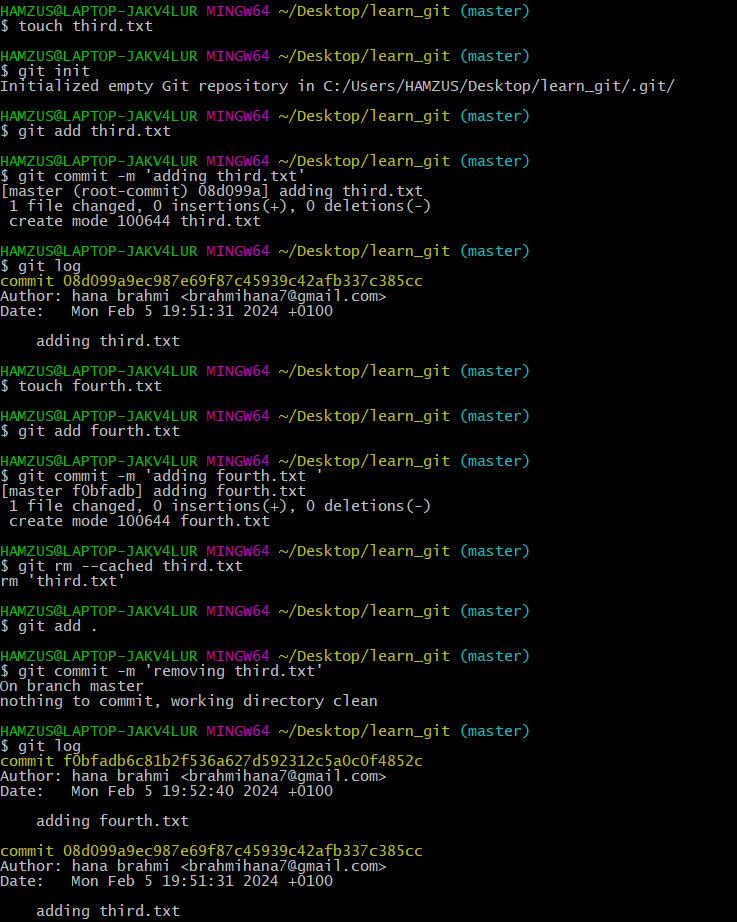 HAMZUS@LAPTOP-JAKV4LUR MINGW64 ~/Desktop/learn_git (master)
$ touch third.txt
HAMZUS@LAPTOP-JAKV4LUR MINGW64 ~/Desktop/learn_git (master)
$ git init
Initialized empty Git repository in C:/Users/HAMZUS/Desktop/learn_git/.git/
HAMZUS@LAPTOP-JAKV4LUR MINGW64 ~/Desktop/learn_git (master)
$ git add third.txt
HAMZUS@LAPTOP-JAKV4LUR MINGW64 ~/Desktop/learn_git (master)
$ git commit -m 'adding third.txt'
[master (root-commit) 08d099a] adding third.txt
 1 file changed, 0 insertions(+), 0 deletions(-)
 create mode 100644 third.txt
HAMZUS@LAPTOP-JAKV4LUR MINGW64 ~/Desktop/learn_git (master)
$ git log
commit 08d099a9ec987e69f87c45939c42afb337c385cc
Author: hana brahmi <brahmihana7@gmail.com>
Date:   Mon Feb 5 19:51:31 2024 +0100
    adding third.txt
HAMZUS@LAPTOP-JAKV4LUR MINGW64 ~/Desktop/learn_git (master)
$ touch fourth.txt
HAMZUS@LAPTOP-JAKV4LUR MINGW64 ~/Desktop/learn_git (master)
$ git add fourth.txt
HAMZUS@LAPTOP-JAKV4LUR MINGW64 ~/Desktop/learn_git (master)
$ git commit -m 'adding fourth.txt '
[master f0bfadb] adding fourth.txt
 1 file changed, 0 insertions(+), 0 deletions(-)
 create mode 100644 fourth.txt
HAMZUS@LAPTOP-JAKV4LUR MINGW64 ~/Desktop/learn_git (master)
$ git rm --cached third.txt
rm 'third.txt'
HAMZUS@LAPTOP-JAKV4LUR MINGW64 ~/Desktop/learn_git (master)
$ git add .
HAMZUS@LAPTOP-JAKV4LUR MINGW64 ~/Desktop/learn_git (master)
$ git commit -m 'removing third.txt'
On branch master
nothing to commit, working directory clean
HAMZUS@LAPTOP-JAKV4LUR MINGW64 ~/Desktop/learn_git (master)
$ git log
commit f0bfadb6c81b2f536a627d592312c5a0c0f4852c
Author: hana brahmi <brahmihana7@gmail.com>
Date:   Mon Feb 5 19:52:40 2024 +0100
    adding fourth.txt
commit 08d099a9ec987e69f87c45939c42afb337c385cc
Author: hana brahmi <brahmihana7@gmail.com>
Date:   Mon Feb 5 19:51:31 2024 +0100
    adding third.txt